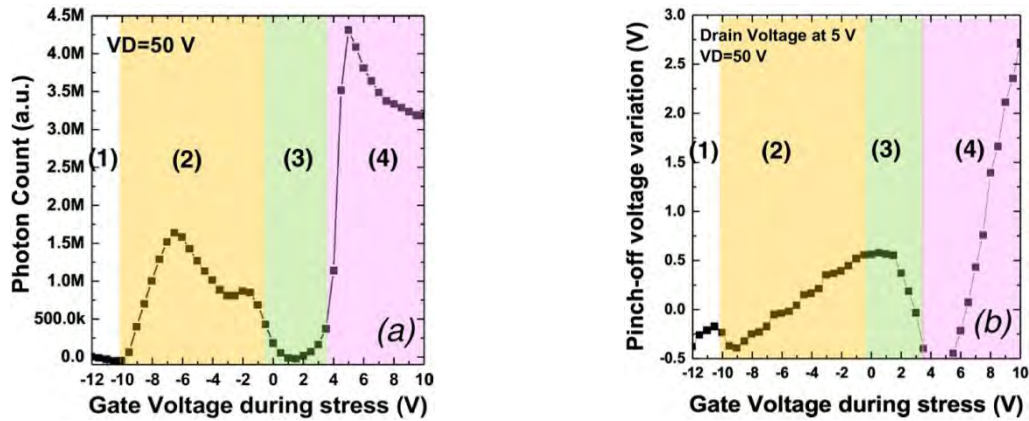 Photon Count (a.u.)
4.5M
4.0M
3.5M
3.0M
2.5M
2.0M
1.5M
1.0M
500.0k
0.0
VD=50 V
(1)
(2)
(3)
(4)
(a)
-12 -10 -8 -6 -4 -2 0 2 4 6 8 10
Gate Voltage during stress (V)
Pinch-off voltage variation (V)
3.0
2.5
2.0
1.5
1.0
0.5
0.0
-0.5
Drain Voltage at 5 V
VD=50 V
(1)
(2)
(3)
(4)
(b)
-12 -10 -8 -6 -4 -2 0 2 4 6 8 10
Gate Voltage during stress (V)